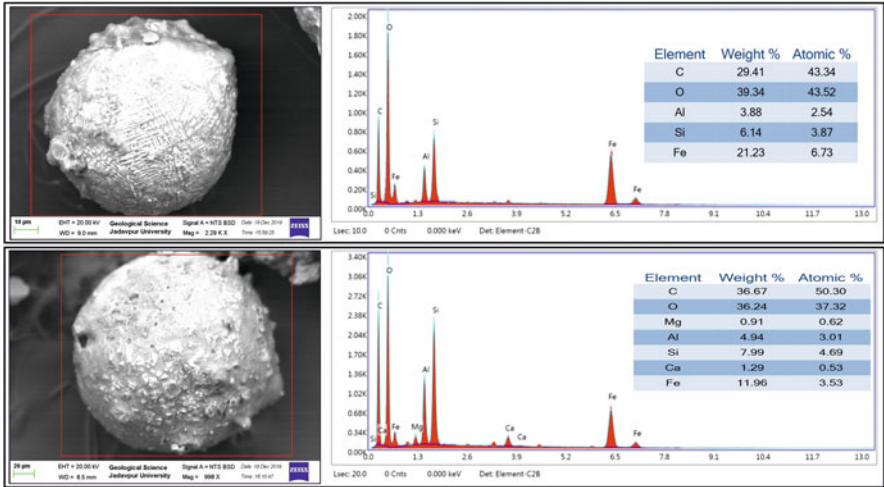 10 µm
EHT = 20.00 kV
WD = 9.0 mm
Geological Science
Jadavpur University
Signal A = NTS BSD
Mag = 2.29 K X
Date :18 Dec 2019
ZEISS
2.00K
1.80K
1.60K
1.40K
1.20K
1.00K
0.80K
0.60K
0.40K
0.20K
0.00K
O
C
Si
Fe
Al
Si
Fe
Fe
0.0 1.3 2.6 3.9 5.2 6.5 7.8 9.1 10.4 11.7 13.0
Lsec: 10.0 0 Cnts 0.000 keV Det: Element-C2B
Element Weight % Atomic %
C 29.41 43.34
O 39.34 43.52
Al 3.88 2.54
Si 6.14 3.87
Fe 21.23 6.73
20 µm
EHT = 20.00 kV
WD = 8.5 mm
Geological Science
Jadavpur University
Signal A = NTS BSD
Mag = 998 X
ZEISS
3.40K
3.06K
2.72K
2.38K
2.04K
1.70K
1.36K
1.02K
0.68K
0.34K
0.00K
O
C
Ca
Si
Fe
Mg
Al
Si
Ca
Ca
Fe
Fe
0.0 1.3 2.6 3.9 5.2 6.5 7.8 9.1 10.4 11.7 13.0
Lsec: 20.0 0 Cnts 0.000 keV Det: Element-C2B
Element Weight % Atomic %
C 36.67 50.30
O 36.24 37.32
Mg 0.91 0.62
Al 4.94 3.01
Si 7.99 4.69
Ca 1.29 0.53
Fe 11.96 3.53